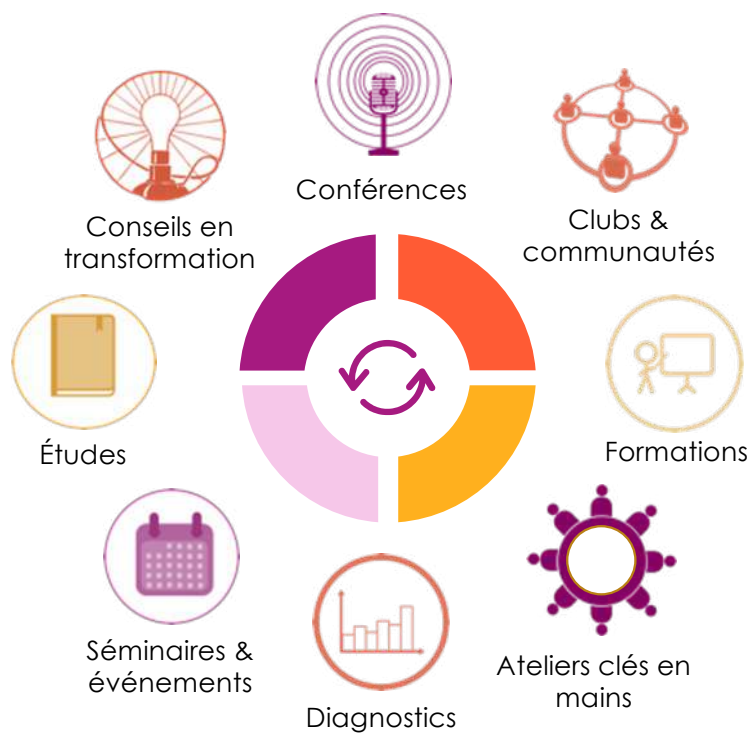 Conférences
Clubs &
communautés
Conseils en
transformation
Études
Formations
Séminaires &
événements
Ateliers clés en
mains
Diagnostics